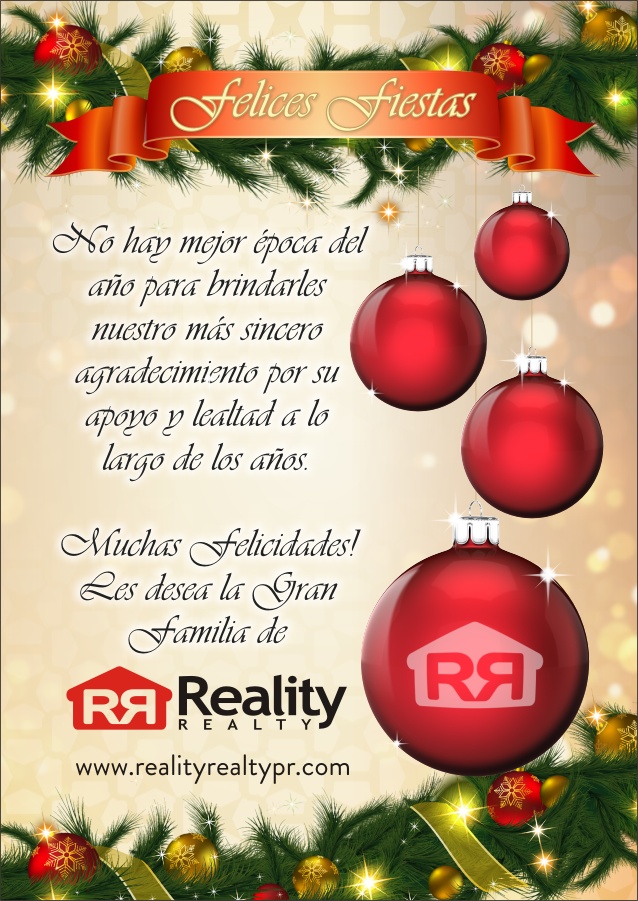 Felices Fiestas
No hay mejor época del
año para brindarles
nuestro más sincero
agradecimiento por su
apoyo y lealtad a lo
largo de los años.
Muchas Felicidades!
Les desea la Gran
Familia de
RR Reality
REALTY
www.realityrealtypr.com
RR